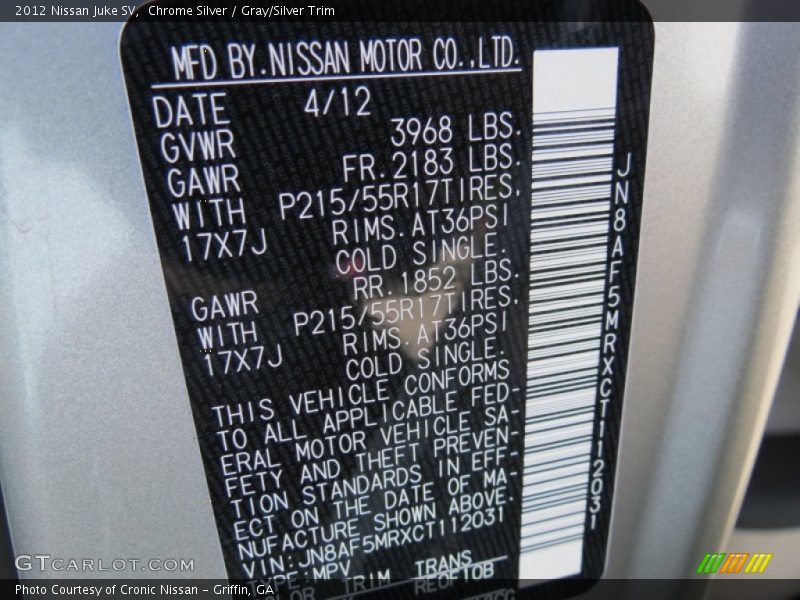 2012 Nissan Juke SV, Chrome Silver / Gray/Silver Trim
MFD BY.NISSAN MOTOR CO.,LTD.
DATE 4/12
GVWR 3968 LBS.
GAWR FR.2183 LBS.
WITH P215/55R17TIRES.
17X7J RIMS.AT36PSI
COLD SINGLE.
GAWR RR.1852 LBS.
WITH P215/55R17TIRES.
17X7J RIMS.AT36PSI
COLD SINGLE.
THIS VEHICLE CONFORMS
TO ALL APPLICABLE FED-
ERAL MOTOR VEHICLE SA-
FETY AND THEFT PREVEN-
TION STANDARDS IN EFF-
ECT ON THE DATE OF MA-
NUFACTURE SHOWN ABOVE.
VIN:JN8AF5MRXCT112031
TYPE:MPV
TRIM TRANS
JN8AF5MRXCT112031
GTCARLOT.COM
Photo Courtesy of Cronic Nissan - Griffin, GA